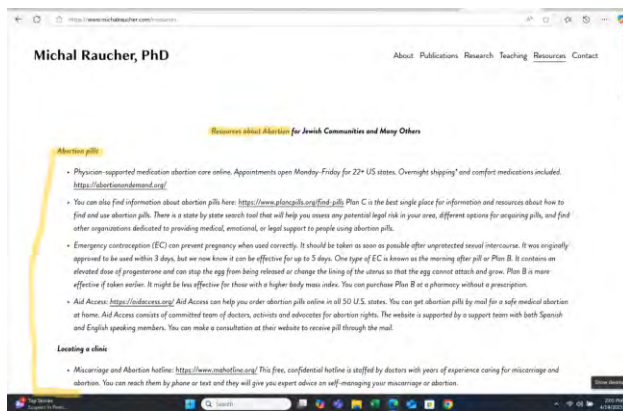 https://www.michalraucher.com/resources
Michal Raucher, PhD
About Publications Research Teaching Resources Contact
Resources about Abortion for Jewish Communities and Many Others
Abortion pills
• Physician-supported medication abortion care online. Appointments open Monday-Friday for 22+ US states. Overnight shipping* and comfort medications included.
https://abortionondemand.org/
• You can also find information about abortion pills here: https://www.plancpills.org/find-pills Plan C is the best single place for information and resources about how to
find and use abortion pills. There is a state by state search tool that will help you assess any potential legal risk in your area, different options for acquiring pills, and find
other organizations dedicated to providing medical, emotional, or legal support to people using abortion pills.
• Emergency contraception (EC) can prevent pregnancy when used correctly. It should be taken as soon as possible after unprotected sexual intercourse. It was originally
approved to be used within 3 days, but we now know it can be effective for up to 5 days. One type of EC is known as the morning after pill or Plan B. It contains an
elevated dose of progesterone and can stop the egg from being released or change the lining of the uterus so that the egg cannot attach and grow. Plan B is more
effective if taken earlier. It might be less effective for those with a higher body mass index. You can purchase Plan B at a pharmacy without a prescription.
• Aid Access: https://aidaccess.org/ Aid Access can help you order abortion pills online in all 50 U.S. states. You can get abortion pills by mail for a safe medical abortion
at home. Aid Access consists of committed team of doctors, activists and advocates for abortion rights. The website is supported by a support team with both Spanish
and English speaking members. You can make a consultation at their website to receive pill through the mail.
Locating a clinic
• Miscarriage and Abortion hotline: https://www.mahotline.org/ This free, confidential hotline is staffed by doctors with years of experience caring for miscarriage and
abortion. You can reach them by phone or text and they will give you expert advice on self-managing your miscarriage or abortion.
Show desktop
Top Stories
Search
2:05 PM
4/14/2025